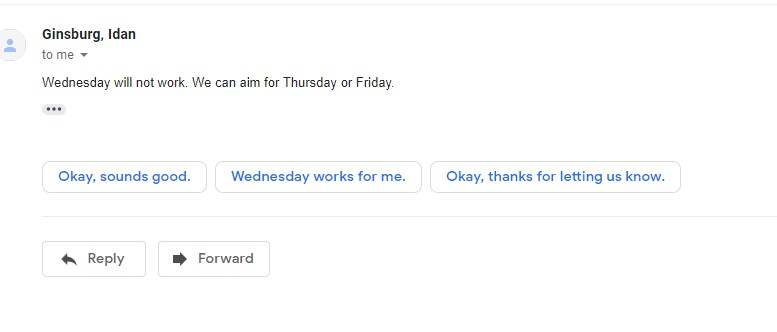 Ginsburg, Idan
to me
Wednesday will not work. We can aim for Thursday or Friday.
•••
Okay, sounds good. Wednesday works for me. Okay, thanks for letting us know.
Reply Forward